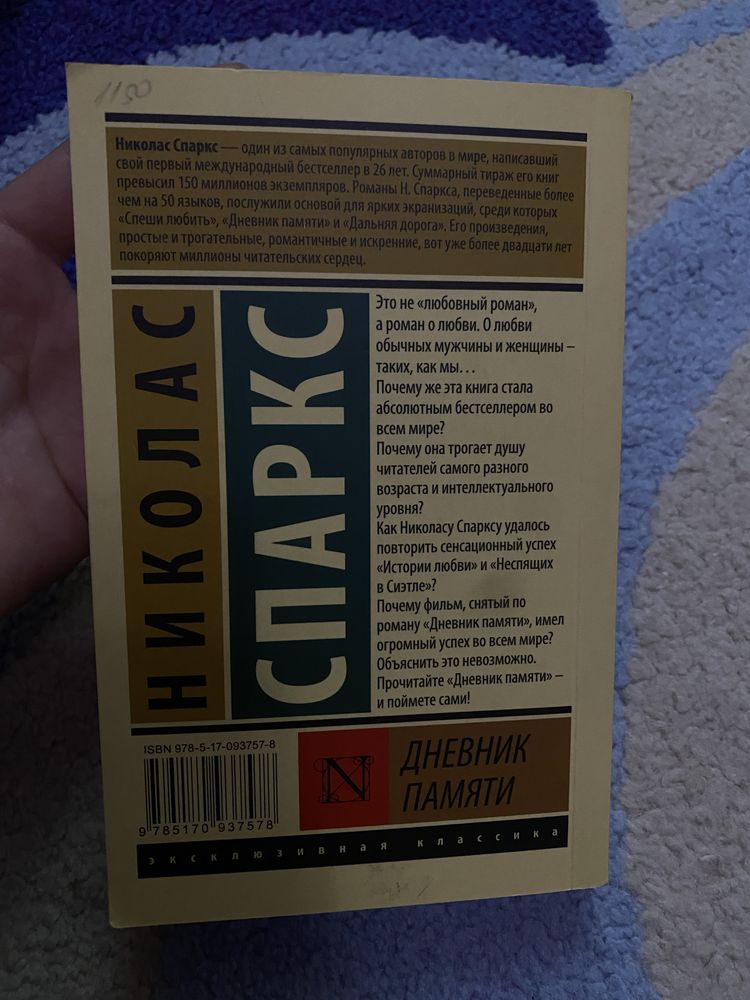 1150
Николас Спаркс — один из самых популярных авторов в мире, написавший
свой первый международный бестселлер в 26 лет. Суммарный тираж его книг
превысил 150 миллионов экземпляров. Романы Н. Спаркса, переведенные более
чем на 50 языков, послужили основой для ярких экранизаций, среди которых
«Спеши любить», «Дневник памяти» и «Дальняя дорога». Его произведения,
простые и трогательные, романтичные и искренние, вот уже более двадцати лет
покоряют миллионы читательских сердец.
НИКОЛАС
СПАРКС
Это не «любовный роман»,
а роман о любви. О любви
обычных мужчины и женщины –
таких, как мы...
Почему же эта книга стала
абсолютным бестселлером во
всем мире?
Почему она трогает душу
читателей самого разного
возраста и интеллектуального
уровня?
Как Николасу Спарксу удалось
повторить сенсационный успех
«Истории любви» и «Неспящих
в Сиэтле»?
Почему фильм, снятый по
роману «Дневник памяти», имел
огромный успех во всем мире?
Объяснить это невозможно.
Прочитайте «Дневник памяти» –
и поймете сами!
ISBN 978-5-17-093757-8
9 785170 937578
N
ДНЕВНИК
ПАМЯТИ
эксклюзивная классика